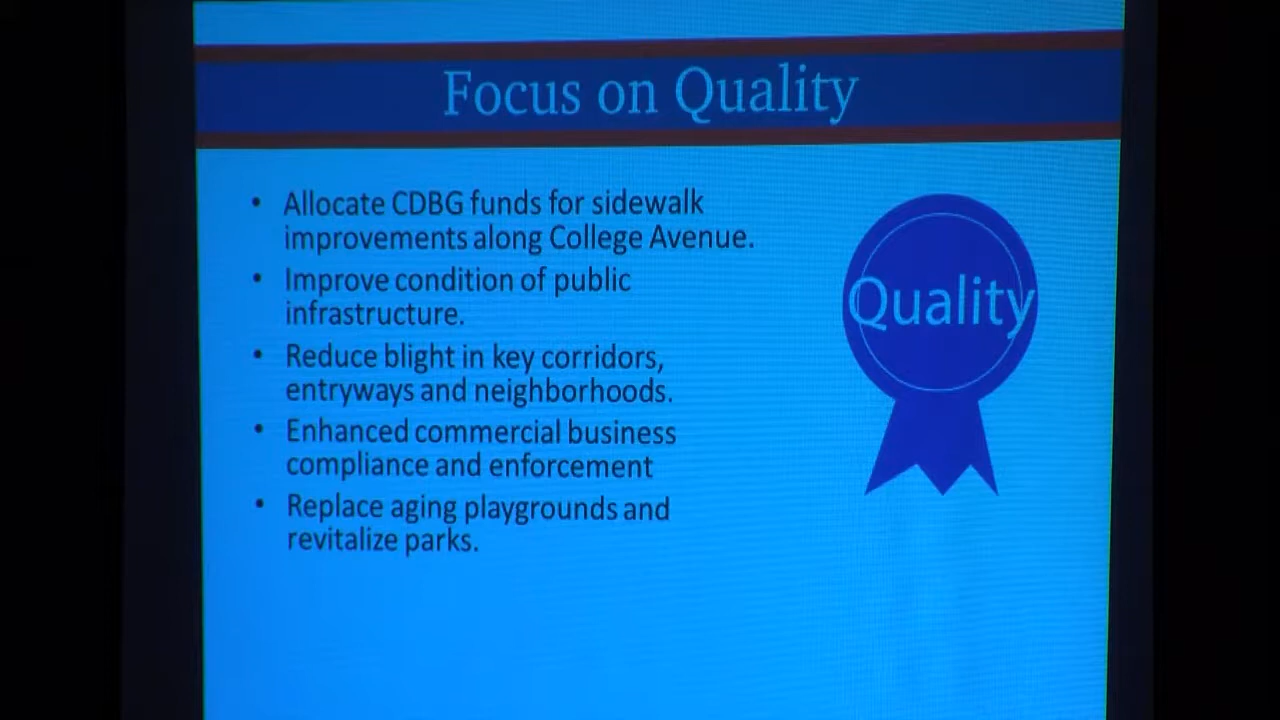 Focus on Quality
• Allocate CDBG funds for sidewalk
improvements along College Avenue.
• Improve condition of public
infrastructure.
• Reduce blight in key corridors,
entryways and neighborhoods.
• Enhanced commercial business
compliance and enforcement
• Replace aging playgrounds and
revitalize parks.
Quality